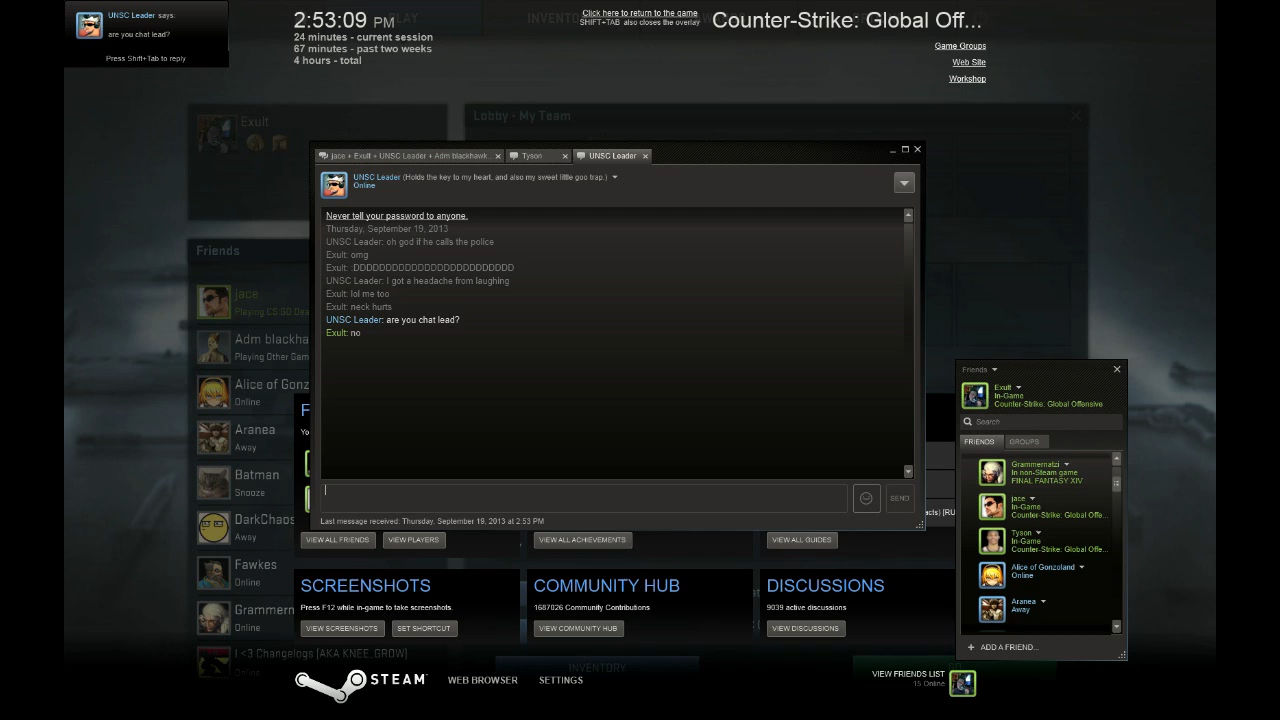 UNSC Leader says:
are you chat lead?
Press Shift+Tab to reply
2:53:09 PM
24 minutes - current session
67 minutes - past two weeks
4 hours - total
Click here to return to the game
SHIFT+TAB also closes the overlay
Counter-Strike: Global Off...
Game Groups
Web Site
Workshop
Exult
Lobby - My Team
jace + Exult + UNSC Leader + Adm blackhawk...
Tyson
UNSC Leader
UNSC Leader (Holds the key to my heart, and also my sweet little goo trap.)
Online
Never tell your password to anyone.
Thursday, September 19, 2013
UNSC Leader: oh god if he calls the police
Exult: omg
Exult: :DDDDDDDDDDDDDDDDDDDDDDDDD
UNSC Leader: I got a headache from laughing
Exult: lol me too
Exult: neck hurts
UNSC Leader: are you chat lead?
Exult: no
SEND
Last message received: Thursday, September 19, 2013 at 2:53 PM
Friends
jace
Playing CS:GO Dea
Adm blackha
Playing Other Gam
Alice of Gonzo
Online
Aranea
Away
Batman
Snooze
DarkChaos
Away
Fawkes
Online
Grammern
Online
I <3 Changelogs [AKA KNEE_GROW]
Online
VIEW ALL FRIENDS
VIEW PLAYERS
VIEW ALL ACHIEVEMENTS
VIEW ALL GUIDES
SCREENSHOTS
Press F12 while in-game to take screenshots.
VIEW SCREENSHOTS
SET SHORTCUT
COMMUNITY HUB
1687026 Community Contributions
VIEW COMMUNITY HUB
DISCUSSIONS
9039 active discussions
VIEW DISCUSSIONS
Friends
Exult
In-Game
Counter-Strike: Global Offensive
Search
FRIENDS
GROUPS
Grammernatzi
In non-Steam game
FINAL FANTASY XIV
jace
In-Game
Counter-Strike: Global Offe...
Tyson
In-Game
Counter-Strike: Global Offe...
Alice of Gonzoland
Online
Aranea
Away
+ ADD A FRIEND...
INVENTORY
STEAM
WEB BROWSER
SETTINGS
VIEW FRIENDS LIST
15 Online